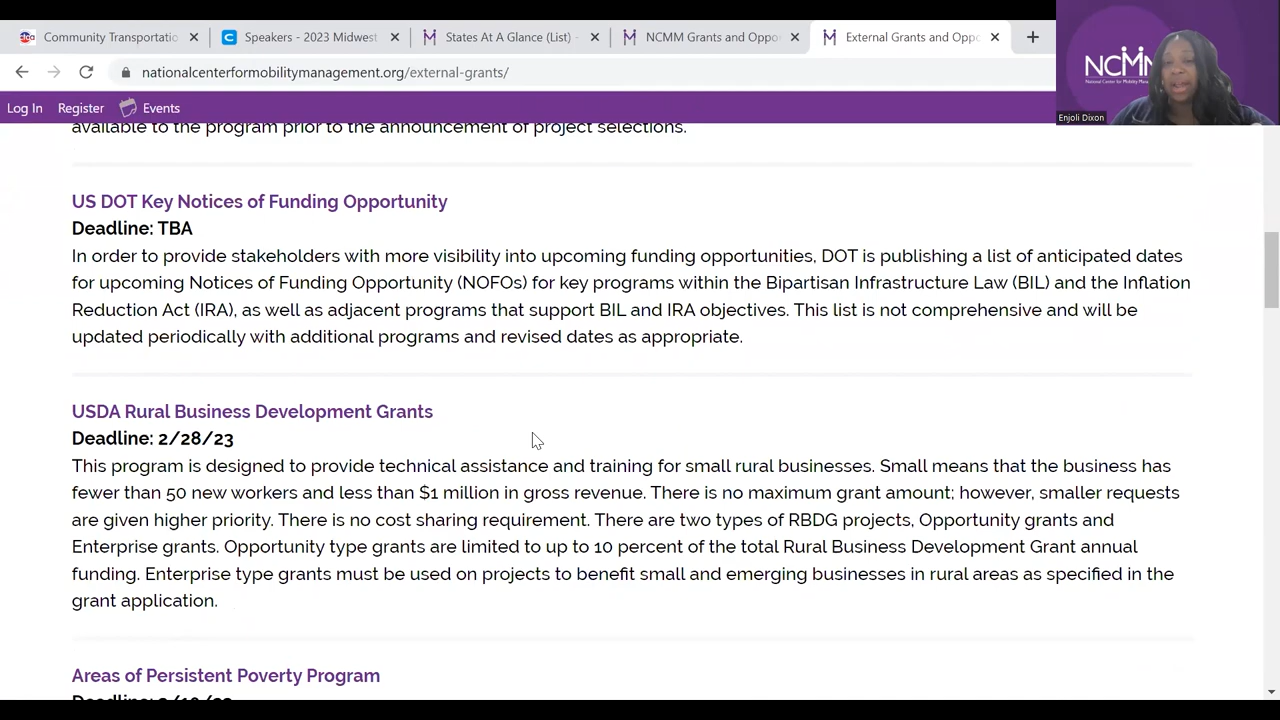 Community Transportatio
Speakers - 2023 Midwest
States At A Glance (List) -
NCMM Grants and Oppor
External Grants and Oppo
nationalcenterformobilitymanagement.org/external-grants/
NCMM
Enjoli Dixon
Log In
Register
Events
available to the program prior to the announcement of project selections.
US DOT Key Notices of Funding Opportunity
Deadline: TBA
In order to provide stakeholders with more visibility into upcoming funding opportunities, DOT is publishing a list of anticipated dates
for upcoming Notices of Funding Opportunity (NOFOs) for key programs within the Bipartisan Infrastructure Law (BIL) and the Inflation
Reduction Act (IRA), as well as adjacent programs that support BIL and IRA objectives. This list is not comprehensive and will be
updated periodically with additional programs and revised dates as appropriate.
USDA Rural Business Development Grants
Deadline: 2/28/23
This program is designed to provide technical assistance and training for small rural businesses. Small means that the business has
fewer than 50 new workers and less than $1 million in gross revenue. There is no maximum grant amount; however, smaller requests
are given higher priority. There is no cost sharing requirement. There are two types of RBDG projects, Opportunity grants and
Enterprise grants. Opportunity type grants are limited to up to 10 percent of the total Rural Business Development Grant annual
funding. Enterprise type grants must be used on projects to benefit small and emerging businesses in rural areas as specified in the
grant application.
Areas of Persistent Poverty Program
Deadline: